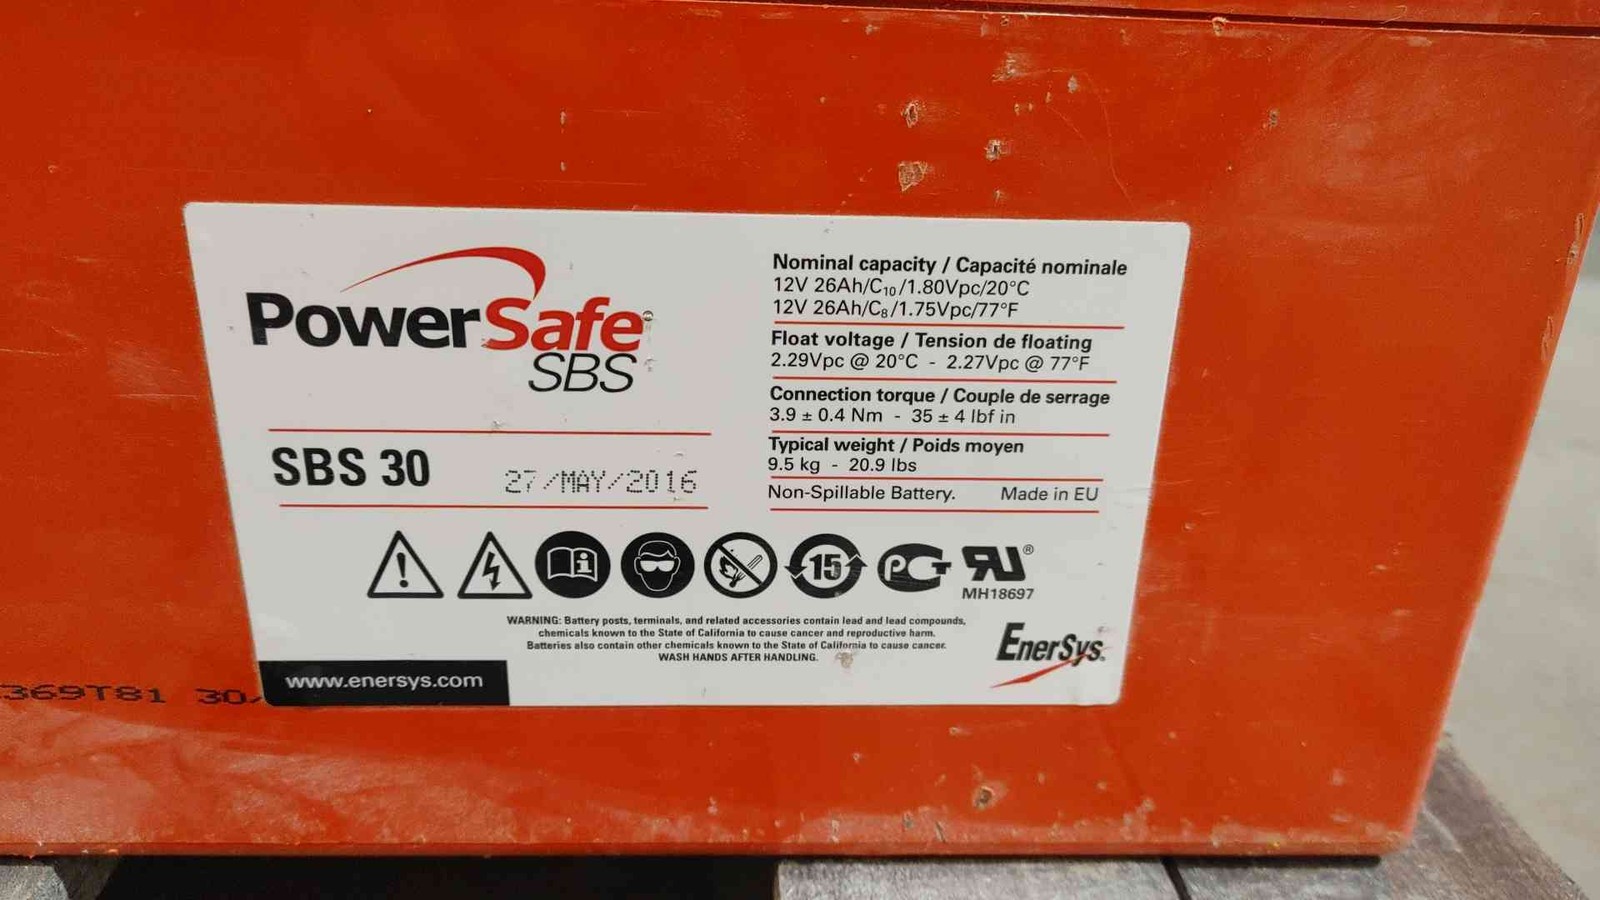 PowerSafe
SBS
SBS 30
27/MAY/2016
Nominal capacity / Capacité nominale
12V 26Ah/C10/1.80Vpc/20°C
12V 26Ah/C8/1.75Vpc/77°F
Float voltage / Tension de floating
2.29Vpc @ 20°C - 2.27Vpc @ 77°F
Connection torque / Couple de serrage
3.9 ± 0.4 Nm - 35 ± 4 lbf in
Typical weight / Poids moyen
9.5 kg - 20.9 lbs
Non-Spillable Battery. Made in EU
15
PCT
RU®
MH18697
WARNING: Battery posts, terminals, and related accessories contain lead and lead compounds,
chemicals known to the State of California to cause cancer and reproductive harm.
Batteries also contain other chemicals known to the State of California to cause cancer.
WASH HANDS AFTER HANDLING.
EnerSys.
www.enersys.com
369T81 30